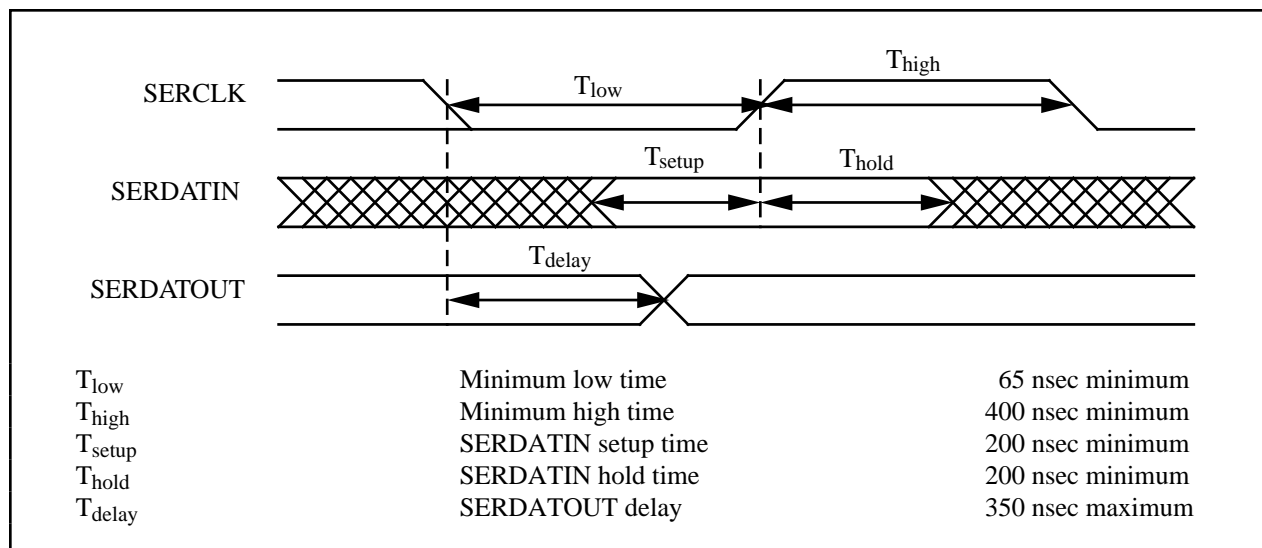 SERCLK
T_low
T_high
SERDATIN
T_setup
T_hold
SERDATOUT
T_delay
T_low Minimum low time 65 nsec minimum
T_high Minimum high time 400 nsec minimum
T_setup SERDATIN setup time 200 nsec minimum
T_hold SERDATIN hold time 200 nsec minimum
T_delay SERDATOUT delay 350 nsec maximum